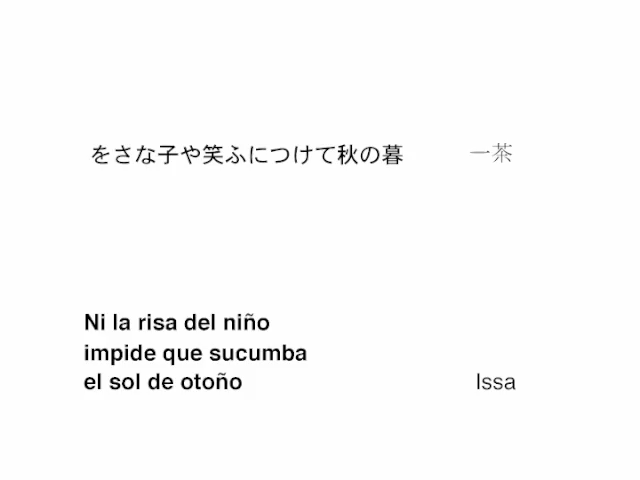 をさな子や笑ふにつけて秋の暮 一茶
Ni la risa del niño
impide que sucumba
el sol de otoño Issa